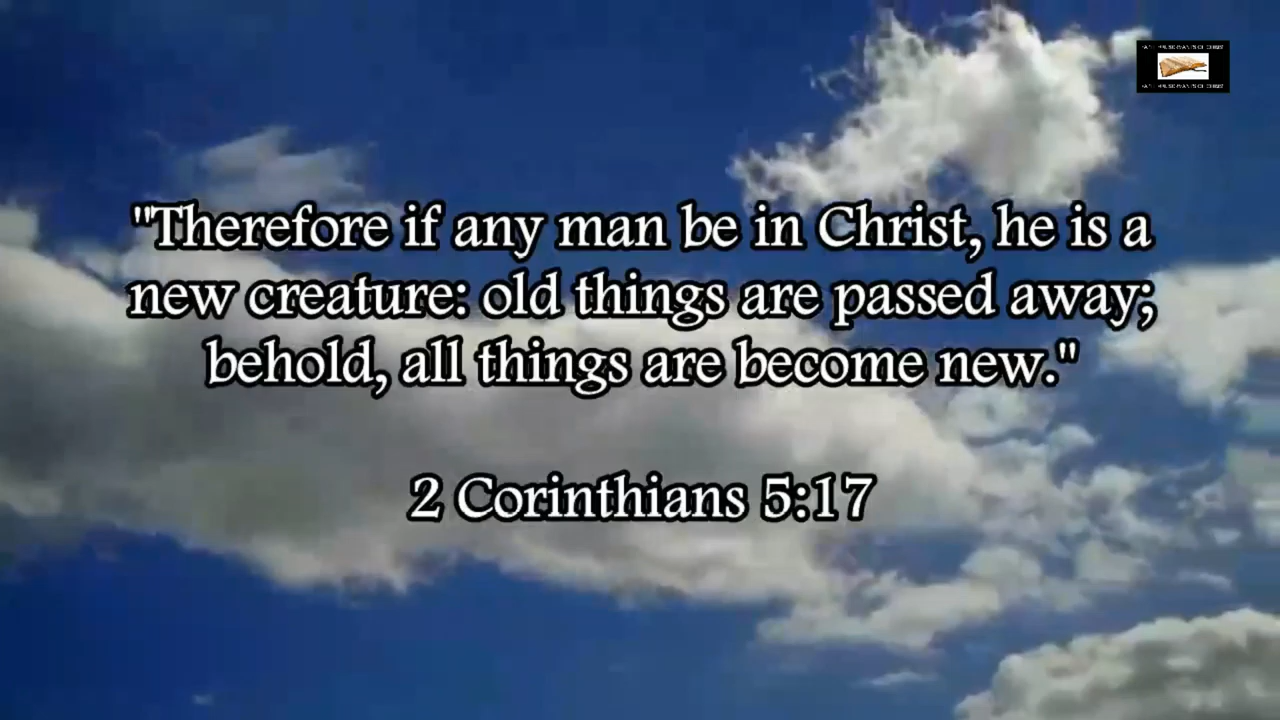 "Therefore if any man be in Christ, he is a
new creature: old things are passed away;
behold, all things are become new."
2 Corinthians 5:17